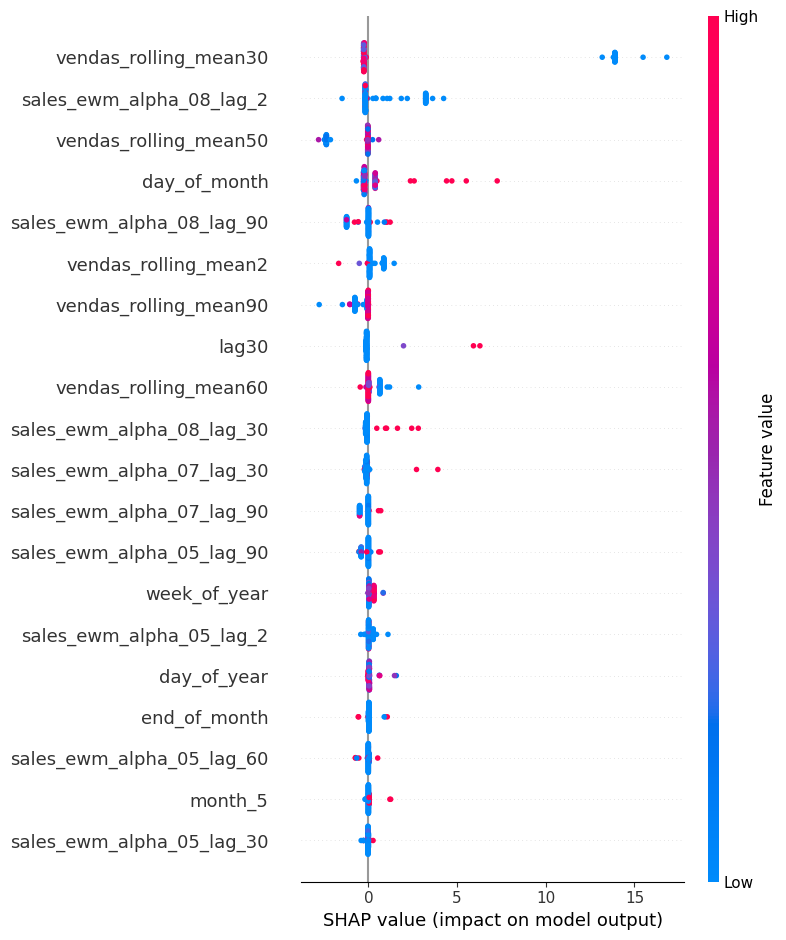 High
vendas_rolling_mean30
sales_ewm_alpha_08_lag_2
vendas_rolling_mean50
day_of_month
sales_ewm_alpha_08_lag_90
vendas_rolling_mean2
vendas_rolling_mean90
lag30
vendas_rolling_mean60
sales_ewm_alpha_08_lag_30
sales_ewm_alpha_07_lag_30
sales_ewm_alpha_07_lag_90
sales_ewm_alpha_05_lag_90
week_of_year
sales_ewm_alpha_05_lag_2
day_of_year
end_of_month
sales_ewm_alpha_05_lag_60
month_5
sales_ewm_alpha_05_lag_30
Feature value
Low
0 5 10 15
SHAP value (impact on model output)